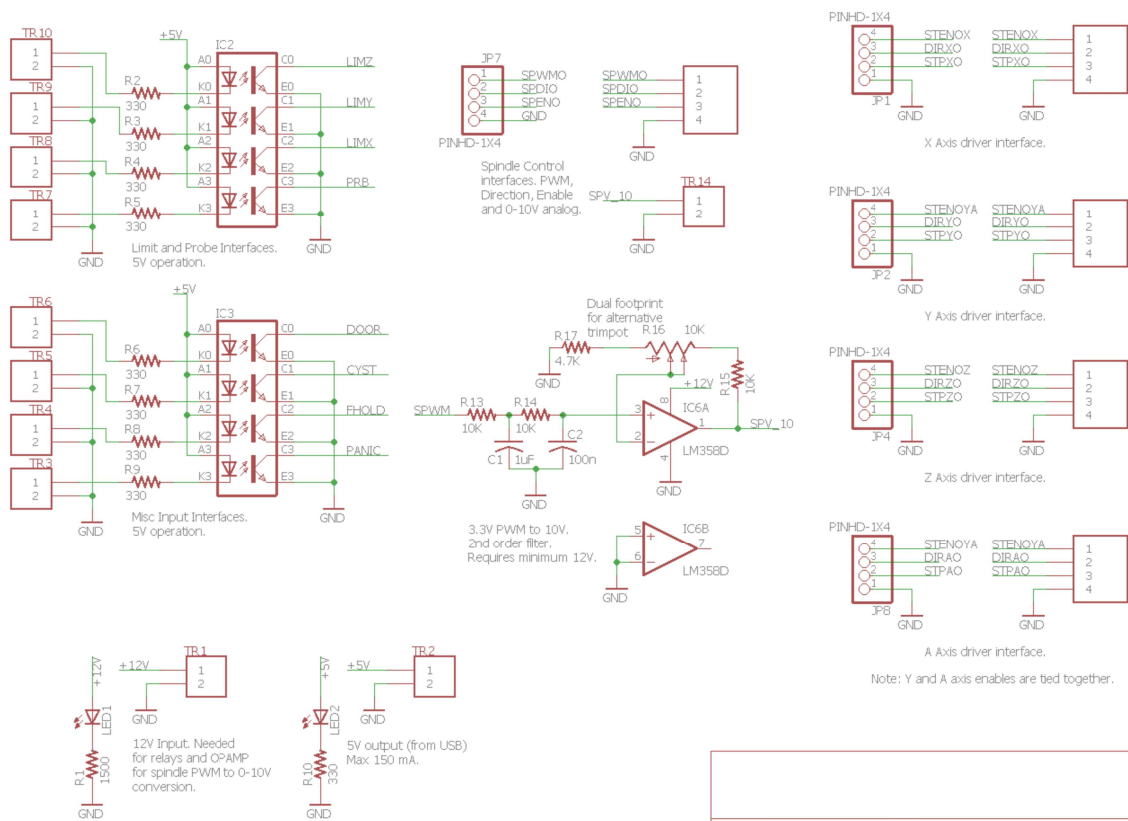 TR10
1
2
TR9
1
2
TR8
1
2
TR7
1
2
R2
330
R3
330
R4
330
R5
330
GND
+5V
IC2
A0
K0
A1
K1
A2
K2
A3
K3
C0
E0
C1
E1
C2
E2
C3
E3
LIMZ
LIMY
LIMX
PRB
GND
Limit and Probe Interfaces.
5V operation.
TR6
1
2
TR5
1
2
TR4
1
2
TR3
1
2
R6
330
R7
330
R8
330
R9
330
GND
+5V
IC3
A0
K0
A1
K1
A2
K2
A3
K3
C0
E0
C1
E1
C2
E2
C3
E3
DOOR
CYST
FHOLD
PANIC
GND
Misc Input Interfaces.
5V operation.
+12V
LED1
R1
1500
GND
+12V
TR1
1
2
GND
12V Input. Needed
for relays and OPAMP
for spindle PWM to 0-10V
conversion.
+5V
LED2
R10
330
GND
+5V
TR2
1
2
GND
5V output (from USB)
Max 150 mA.
JP7
1
2
3
4
SPWMO
SPDIO
SPENO
GND
PINHD-1X4
SPWMO
SPDIO
SPENO
1
2
3
4
GND
Spindle Control
interfaces. PWM,
Direction, Enable
and 0-10V analog.
SPV_10
TR14
1
2
GND
Dual footprint
for alternative
trimpot
R17
4.7K
GND
R16
10K
R15
10K
+12V
SPWM
R13
10K
R14
10K
C1
1uF
C2
100n
GND
3
2
8
4
1
IC6A
LM358D
SPV_10
GND
3.3V PWM to 10V.
2nd order filter.
Requires minimum 12V.
5
6
7
IC6B
LM358D
GND
PINHD-1X4
4
3
2
1
JP1
STENOX
DIRXO
STPXO
GND
STENOX
DIRXO
STPXO
1
2
3
4
GND
X Axis driver interface.
PINHD-1X4
4
3
2
1
JP2
STENOYA
DIRYO
STPYO
GND
STENOYA
DIRYO
STPYO
1
2
3
4
GND
Y Axis driver interface.
PINHD-1X4
4
3
2
1
JP4
STENOZ
DIRZO
STPZO
GND
STENOZ
DIRZO
STPZO
1
2
3
4
GND
Z Axis driver interface.
PINHD-1X4
4
3
2
1
JP8
STENOYA
DIRAO
STPAO
GND
STENOYA
DIRAO
STPAO
1
2
3
4
GND
A Axis driver interface.
Note: Y and A axis enables are tied together.